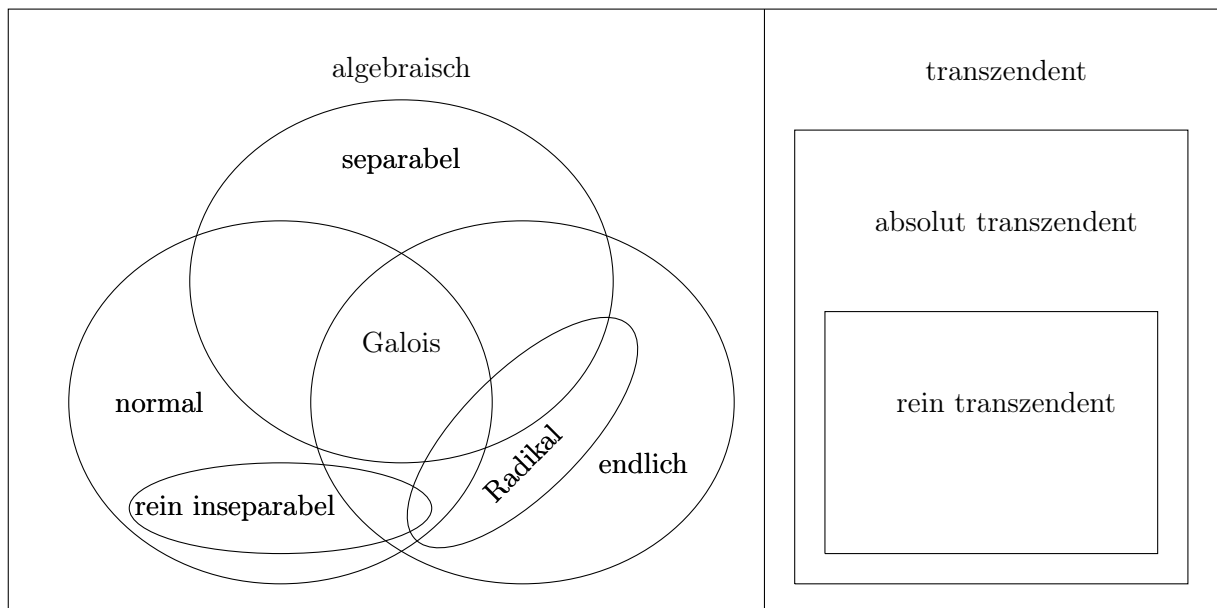 algebraisch
transzendent
separabel
absolut transzendent
Galois
normal
rein transzendent
Radikal
endlich
rein inseparabel